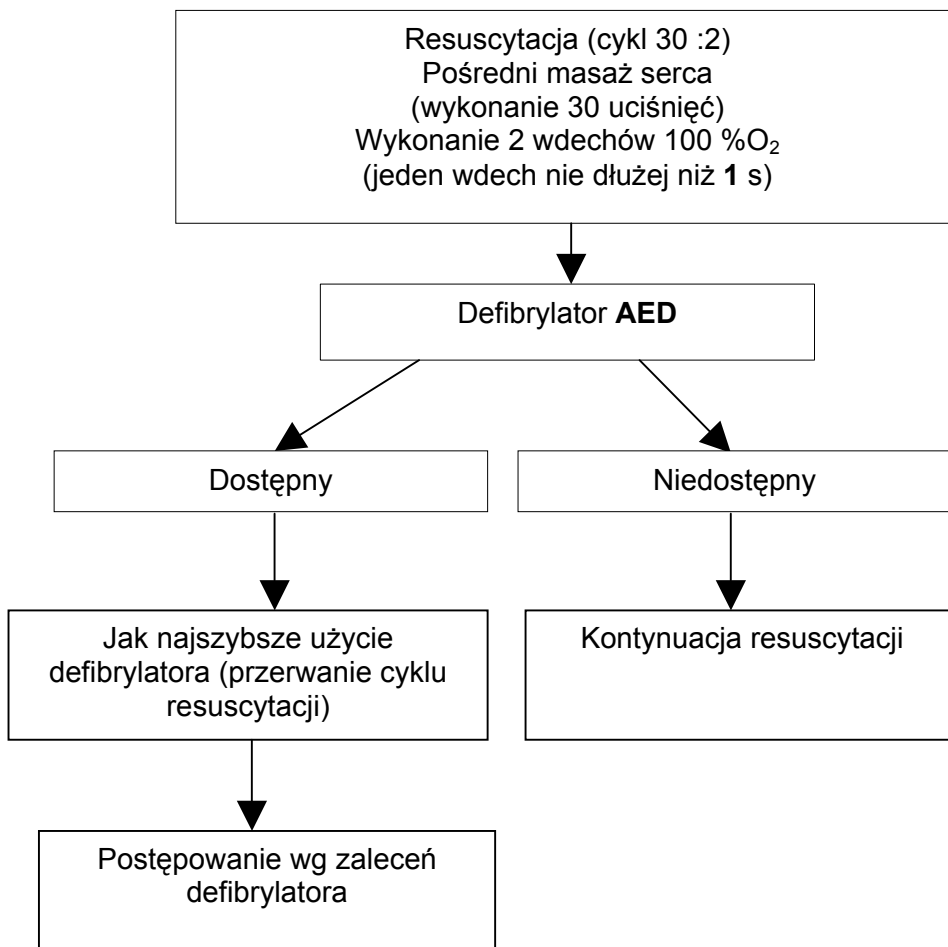 Resuscytacja (cykl 30 :2)
Pośredni masaż serca
(wykonanie 30 uciśnięć)
Wykonanie 2 wdechów 100 %O₂
(jeden wdech nie dłużej niż 1 s)
Defibrylator AED
Dostępny
Niedostępny
Jak najszybsze użycie
defibrylatora (przerwanie cyklu
resuscytacji)
Kontynuacja resuscytacji
Postępowanie wg zaleceń
defibrylatora